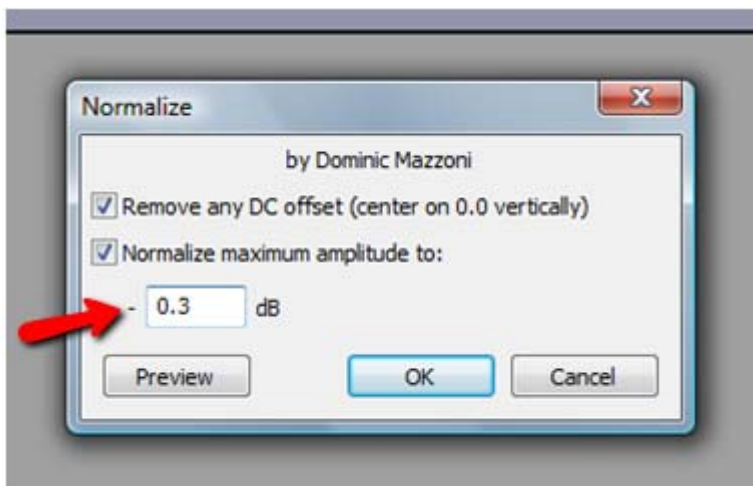 Normalize
by Dominic Mazzoni
Remove any DC offset (center on 0.0 vertically)
Normalize maximum amplitude to:
- 0.3 dB
Preview OK Cancel